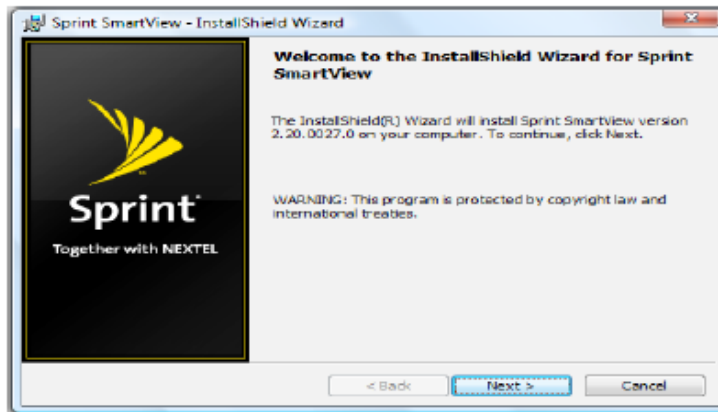 Sprint SmartView - InstallShield Wizard
Welcome to the InstallShield Wizard for Sprint
SmartView
The InstallShield(R) Wizard will install Sprint SmartView version
2.20.0027.0 on your computer. To continue, click Next.
WARNING: This program is protected by copyright law and
international treaties.
Sprint
Together with NEXTEL
< Back
Next >
Cancel